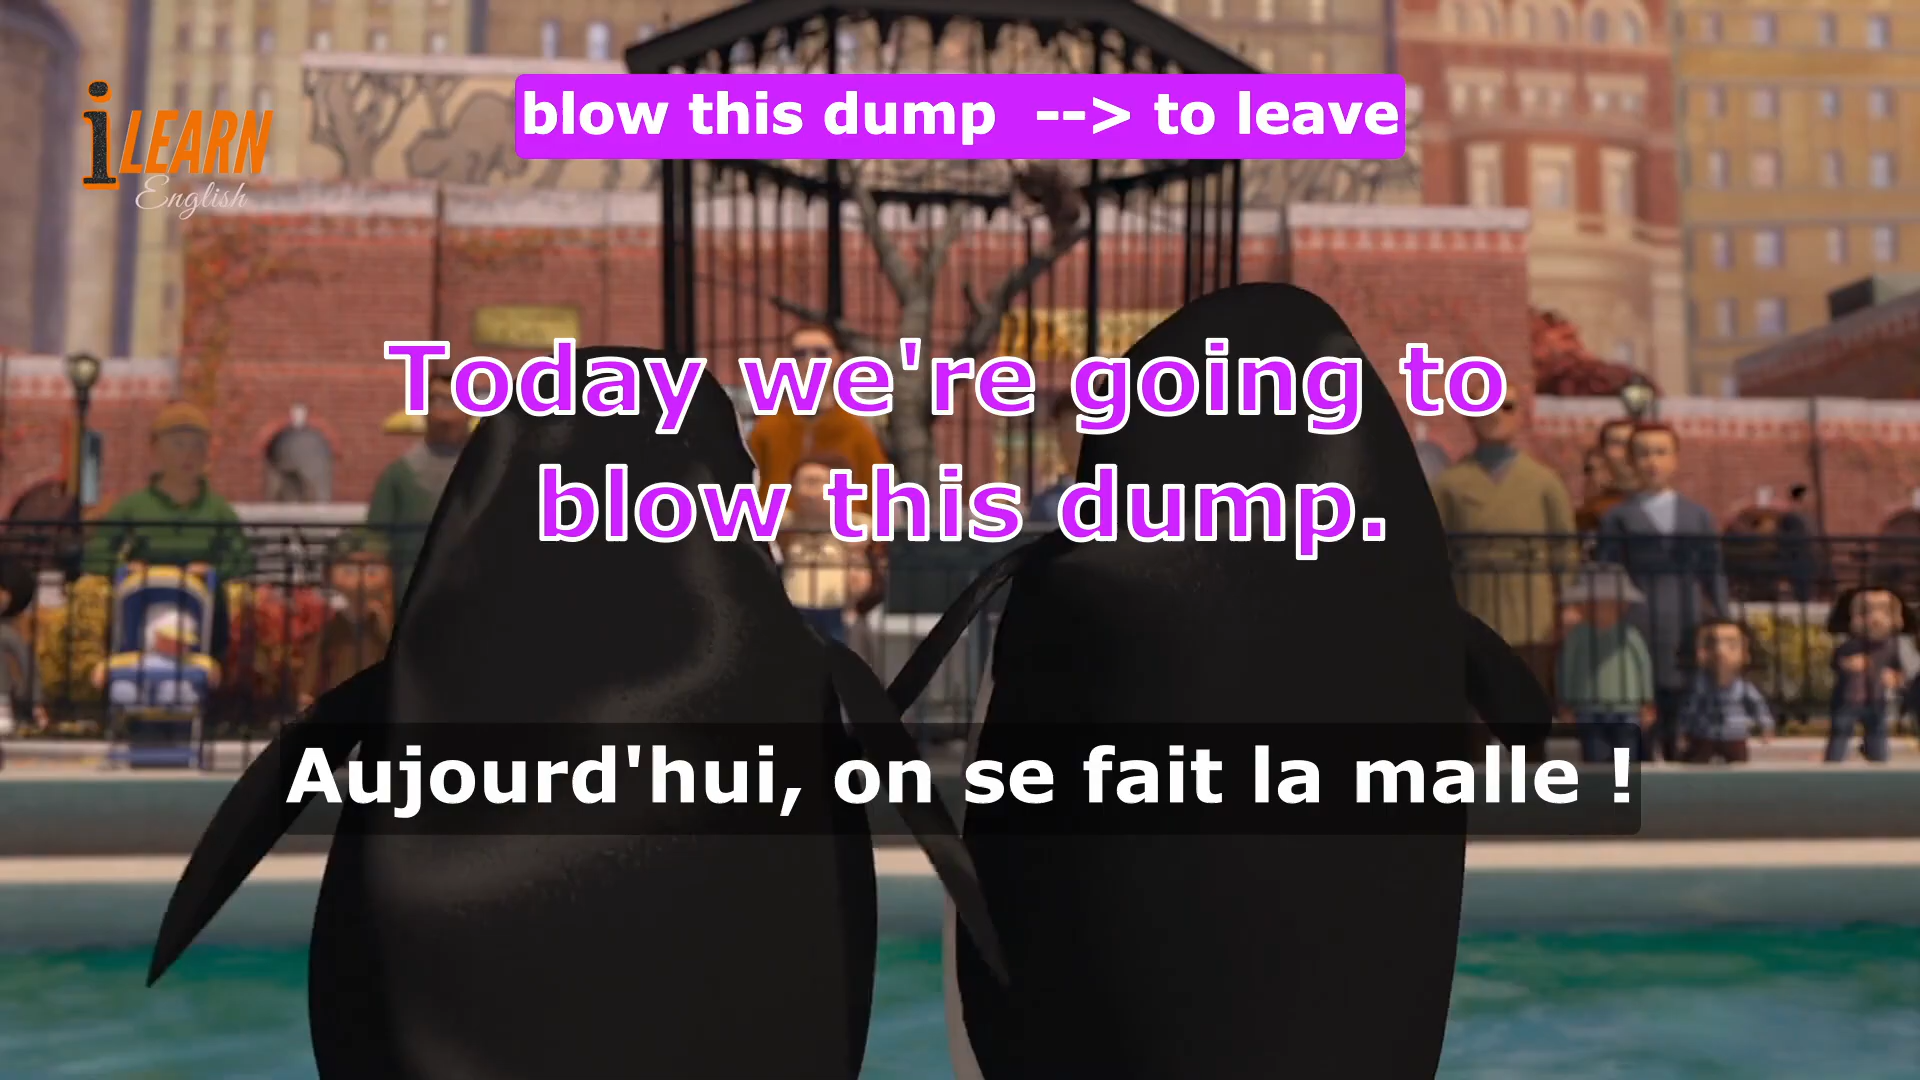 iLEARN
English
blow this dump --> to leave
Today we're going to
blow this dump.
Aujourd'hui, on se fait la malle !